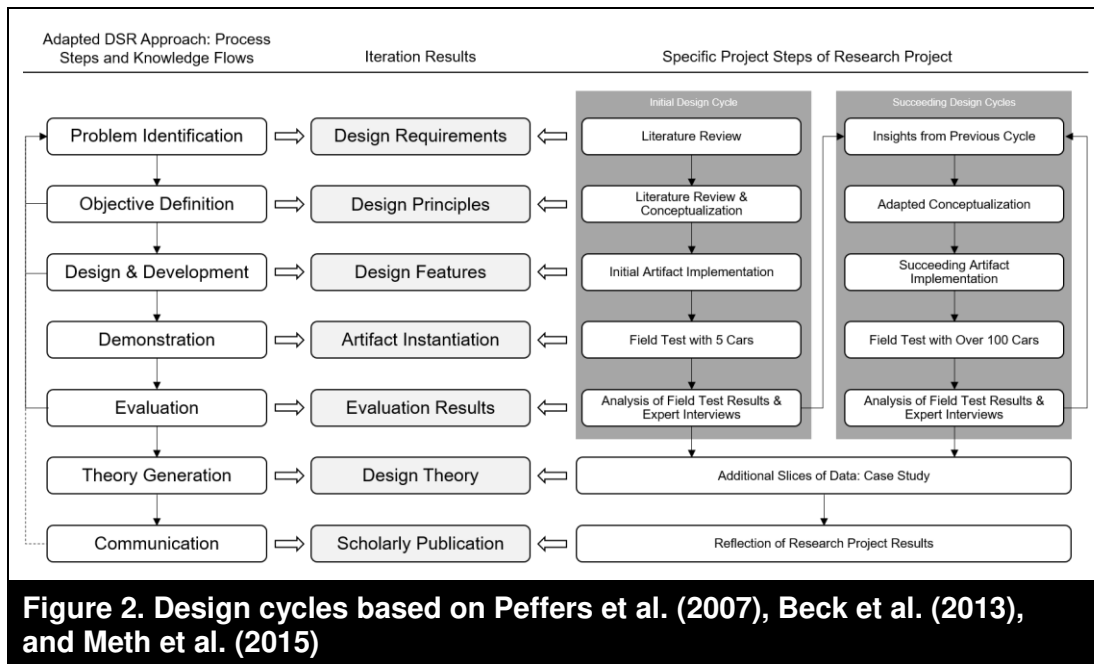 Adapted DSR Approach: Process
Steps and Knowledge Flows
Iteration Results
Specific Project Steps of Research Project
Initial Design Cycle
Succeeding Design Cycles
Problem Identification
Design Requirements
Literature Review
Insights from Previous Cycle
Objective Definition
Design Principles
Literature Review &
Conceptualization
Adapted Conceptualization
Design & Development
Design Features
Initial Artifact Implementation
Succeeding Artifact
Implementation
Demonstration
Artifact Instantiation
Field Test with 5 Cars
Field Test with Over 100 Cars
Evaluation
Evaluation Results
Analysis of Field Test Results &
Expert Interviews
Analysis of Field Test Results &
Expert Interviews
Theory Generation
Design Theory
Additional Slices of Data: Case Study
Communication
Scholarly Publication
Reflection of Research Project Results
Figure 2. Design cycles based on Peffers et al. (2007), Beck et al. (2013),
and Meth et al. (2015)